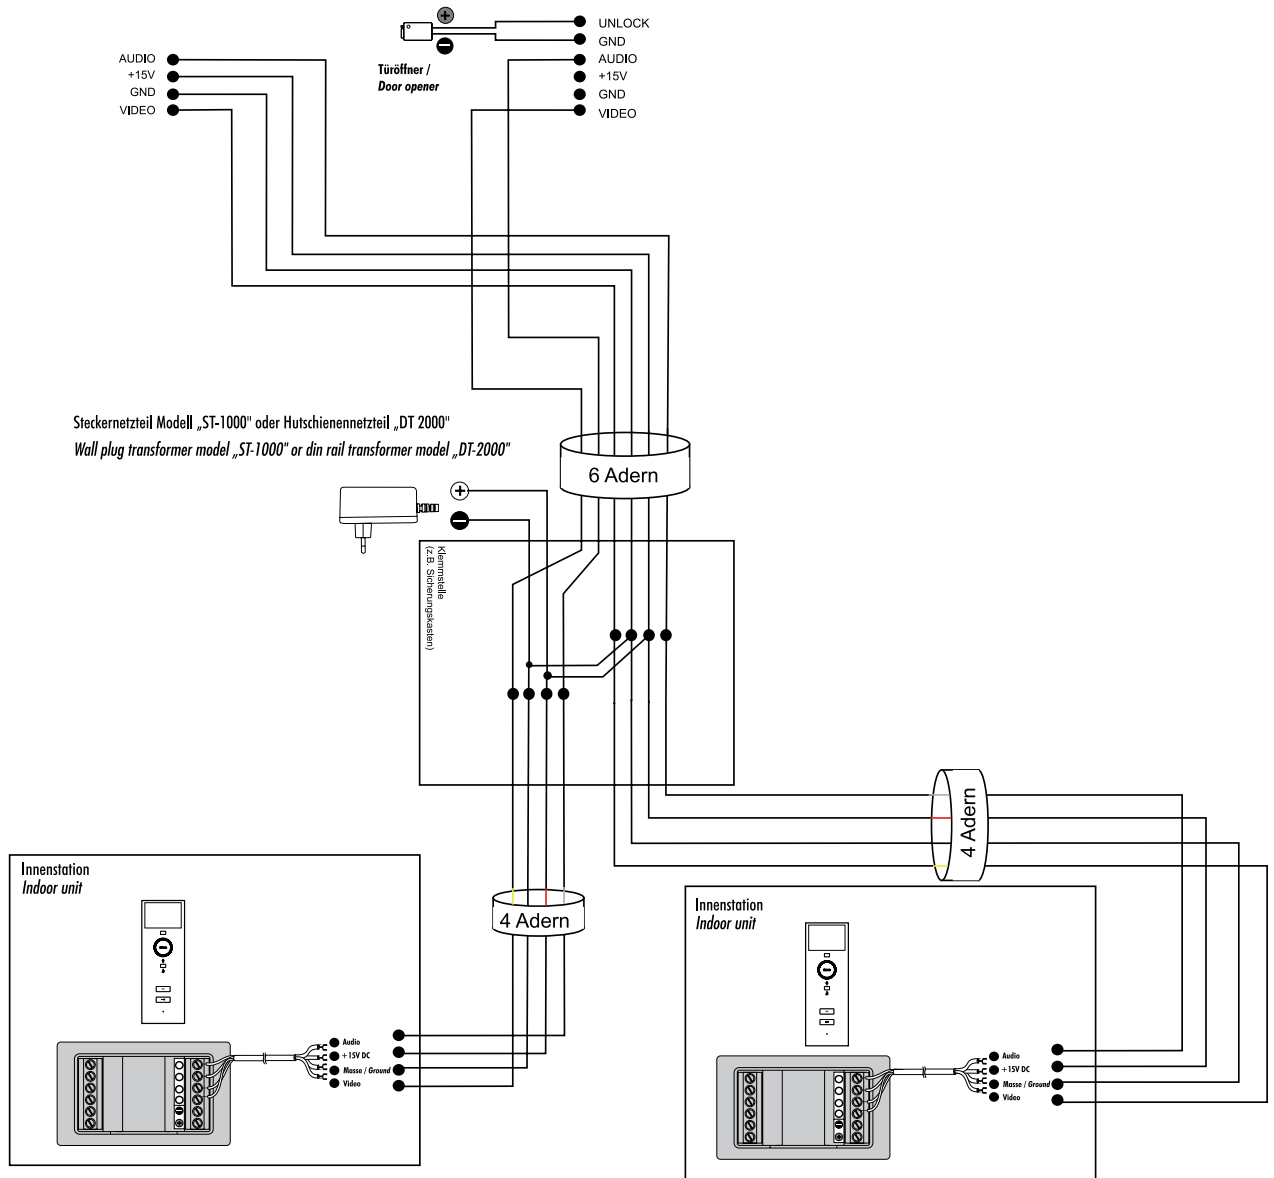 UNLOCK
GND
AUDIO
+15V
GND
VIDEO
AUDIO
+15V
GND
VIDEO
Türöffner /
Door opener
Steckernetzteil Modell „ST-1000" oder Hutschienennetzteil „DT 2000"
Wall plug transformer model „ST-1000" or din rail transformer model „DT-2000"
6 Adern
Klemmstelle
(z.B. Sicherungskasten)
4 Adern
4 Adern
Innenstation
Indoor unit
Audio
+15V DC
Masse / Ground
Video
Innenstation
Indoor unit
Audio
+15V DC
Masse / Ground
Video